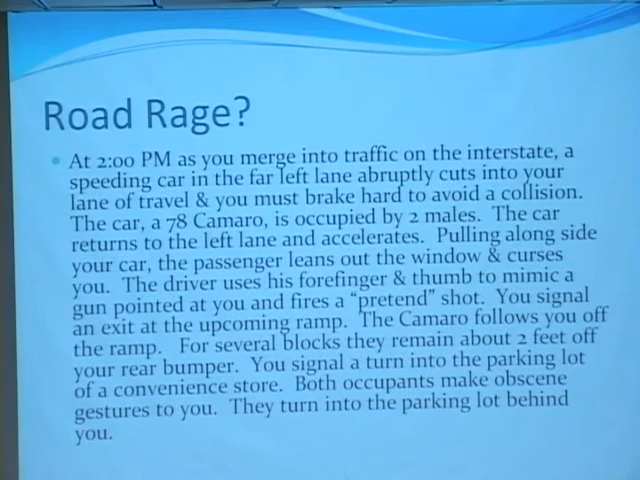 Road Rage?
At 2:00 PM as you merge into traffic on the interstate, a
speeding car in the far left lane abruptly cuts into your
lane of travel & you must brake hard to avoid a collision.
The car, a 78 Camaro, is occupied by 2 males. The car
returns to the left lane and accelerates. Pulling along side
your car, the passenger leans out the window & curses
you. The driver uses his forefinger & thumb to mimic a
gun pointed at you and fires a “pretend” shot. You signal
an exit at the upcoming ramp. The Camaro follows you off
the ramp. For several blocks they remain about 2 feet off
your rear bumper. You signal a turn into the parking lot
of a convenience store. Both occupants make obscene
gestures to you. They turn into the parking lot behind
you.